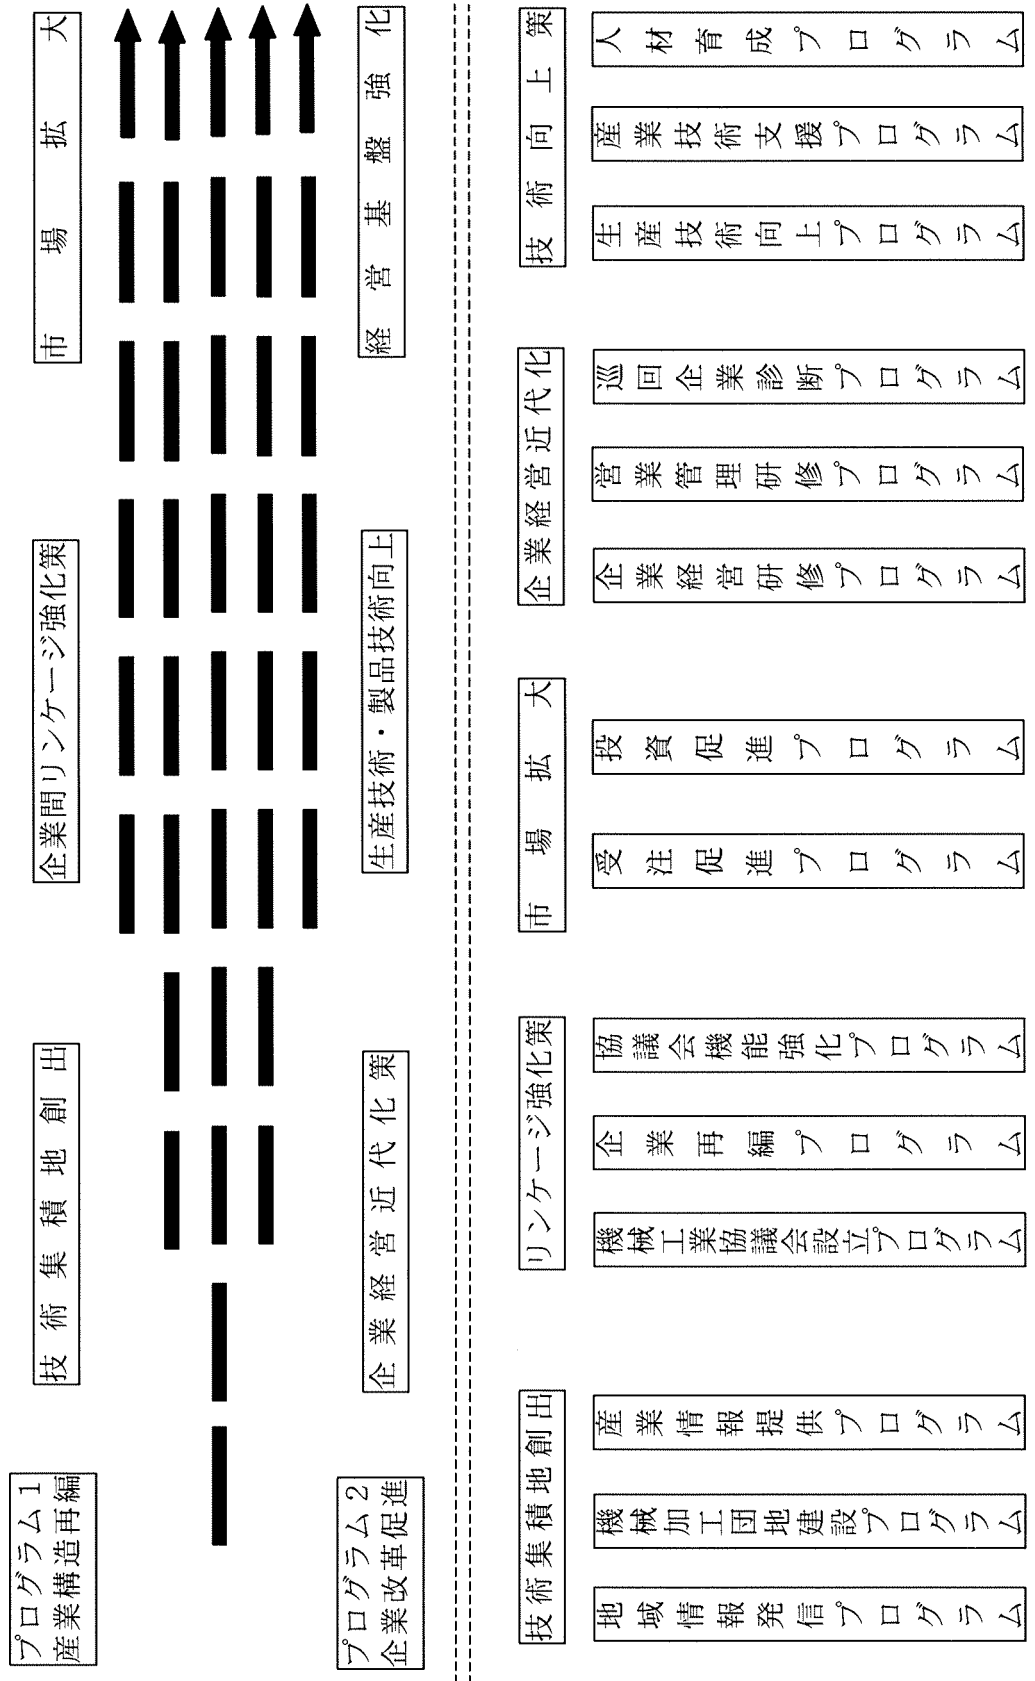 プログラム1
産業構造再編
技術集積地創出
企業間リンケージ強化策
市場拡大
プログラム2
企業改革促進
企業経営近代化策
生産技術・製品技術向上
経営基盤強化
技術集積地創出
地域情報発信プログラム
機械加工団地建設プログラム
産業情報提供プログラム
リンケージ強化策
機械工業協議会設立プログラム
企業再編プログラム
協議会機能強化プログラム
市場拡大
受注促進プログラム
投資促進プログラム
企業経営近代化
企業経営研修プログラム
営業管理研修プログラム
巡回企業診断プログラム
技術向上策
生産技術向上プログラム
産業技術支援プログラム
人材育成プログラム